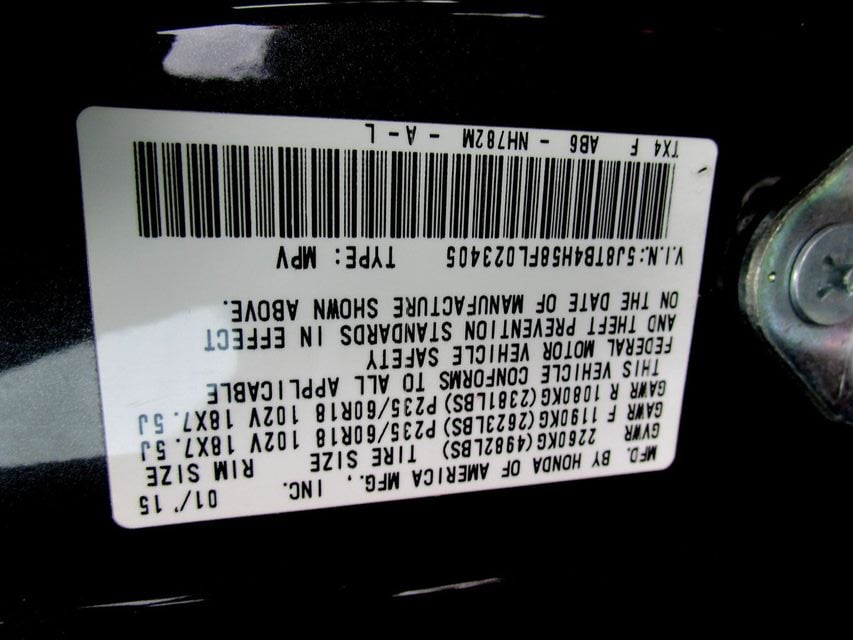 MFD. BY HONDA OF AMERICA MFG., INC. 01/'15
GVWR 2260KG(4982LBS) TIRE SIZE RIM SIZE
GAWR F 1190KG(2623LBS) P235/60R18 102V 18X7.5J
GAWR R 1080KG(2381LBS) P235/60R18 102V 18X7.5J
THIS VEHICLE CONFORMS TO ALL APPLICABLE
FEDERAL MOTOR VEHICLE SAFETY
AND THEFT PREVENTION STANDARDS IN EFFECT
ON THE DATE OF MANUFACTURE SHOWN ABOVE.
V.I.N.:5J8TB4H58FL023405 TYPE: MPV
TX4 F AB6 - NH782M - A - L